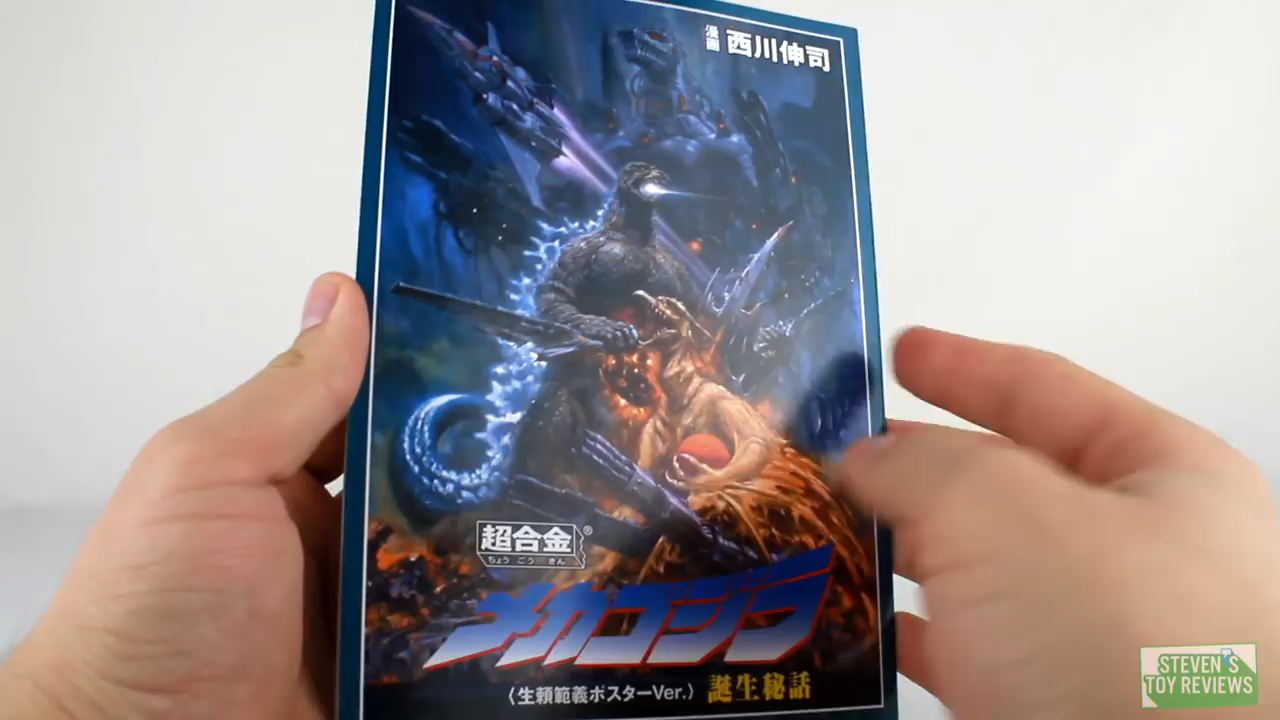 漫画 西川伸司
超合金®
ちょう ごう きん
メカゴジラ
〈生頼範義ポスターVer.〉 誕生秘話
STEVEN'S
TOY REVIEWS